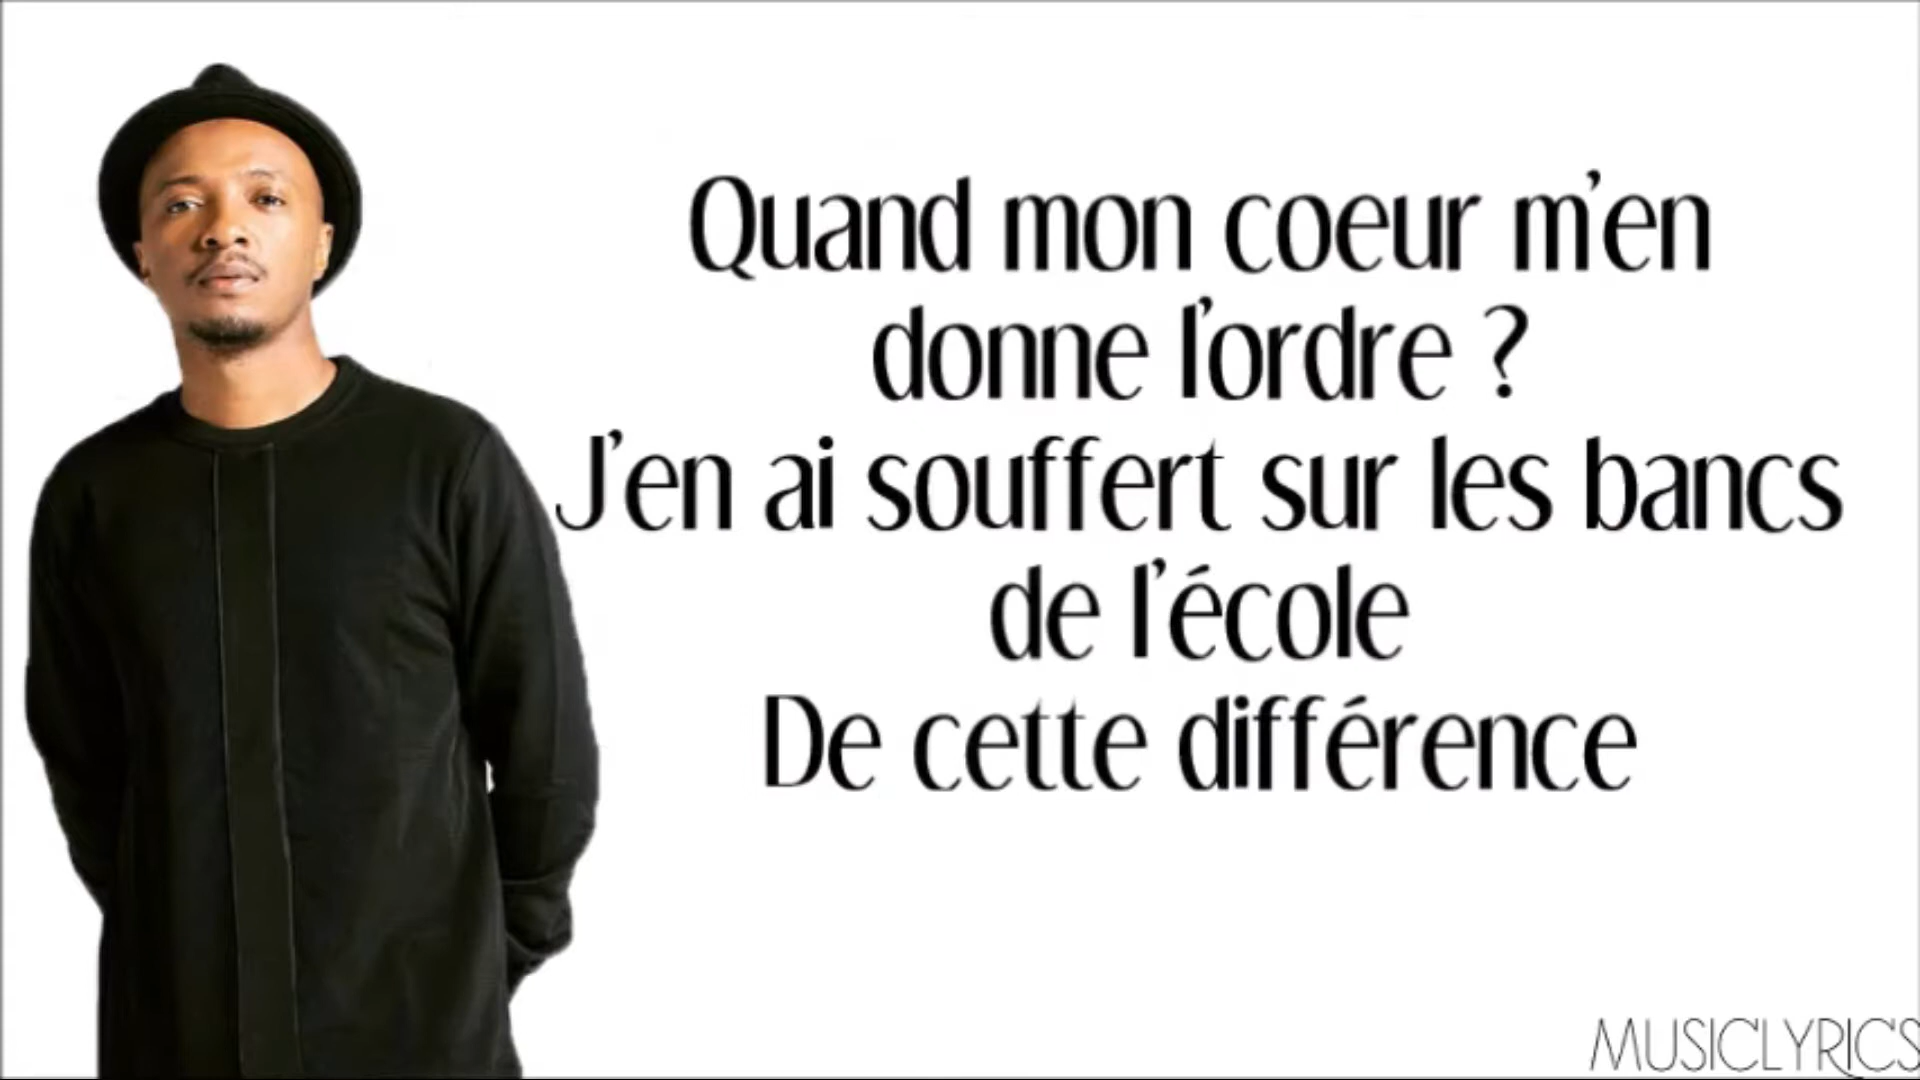 Quand mon coeur m'en
donne l'ordre ?
J'en ai souffert sur les bancs
de l'école
De cette différence
MUSICLYRICS